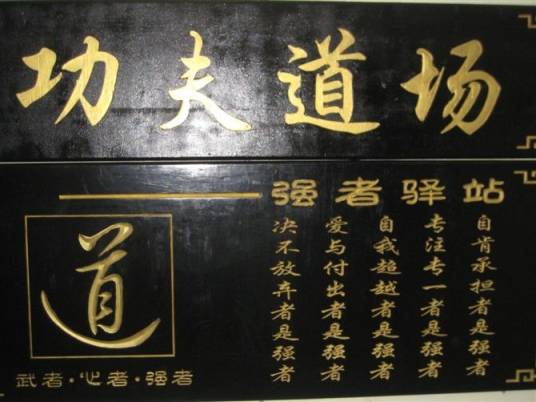 功夫道场
强者驿站
自肯承担者是强者
专注专一者是强者
自我超越者是强者
爱与付出者是强者
决不放弃者是强者
道
武者·心者·强者